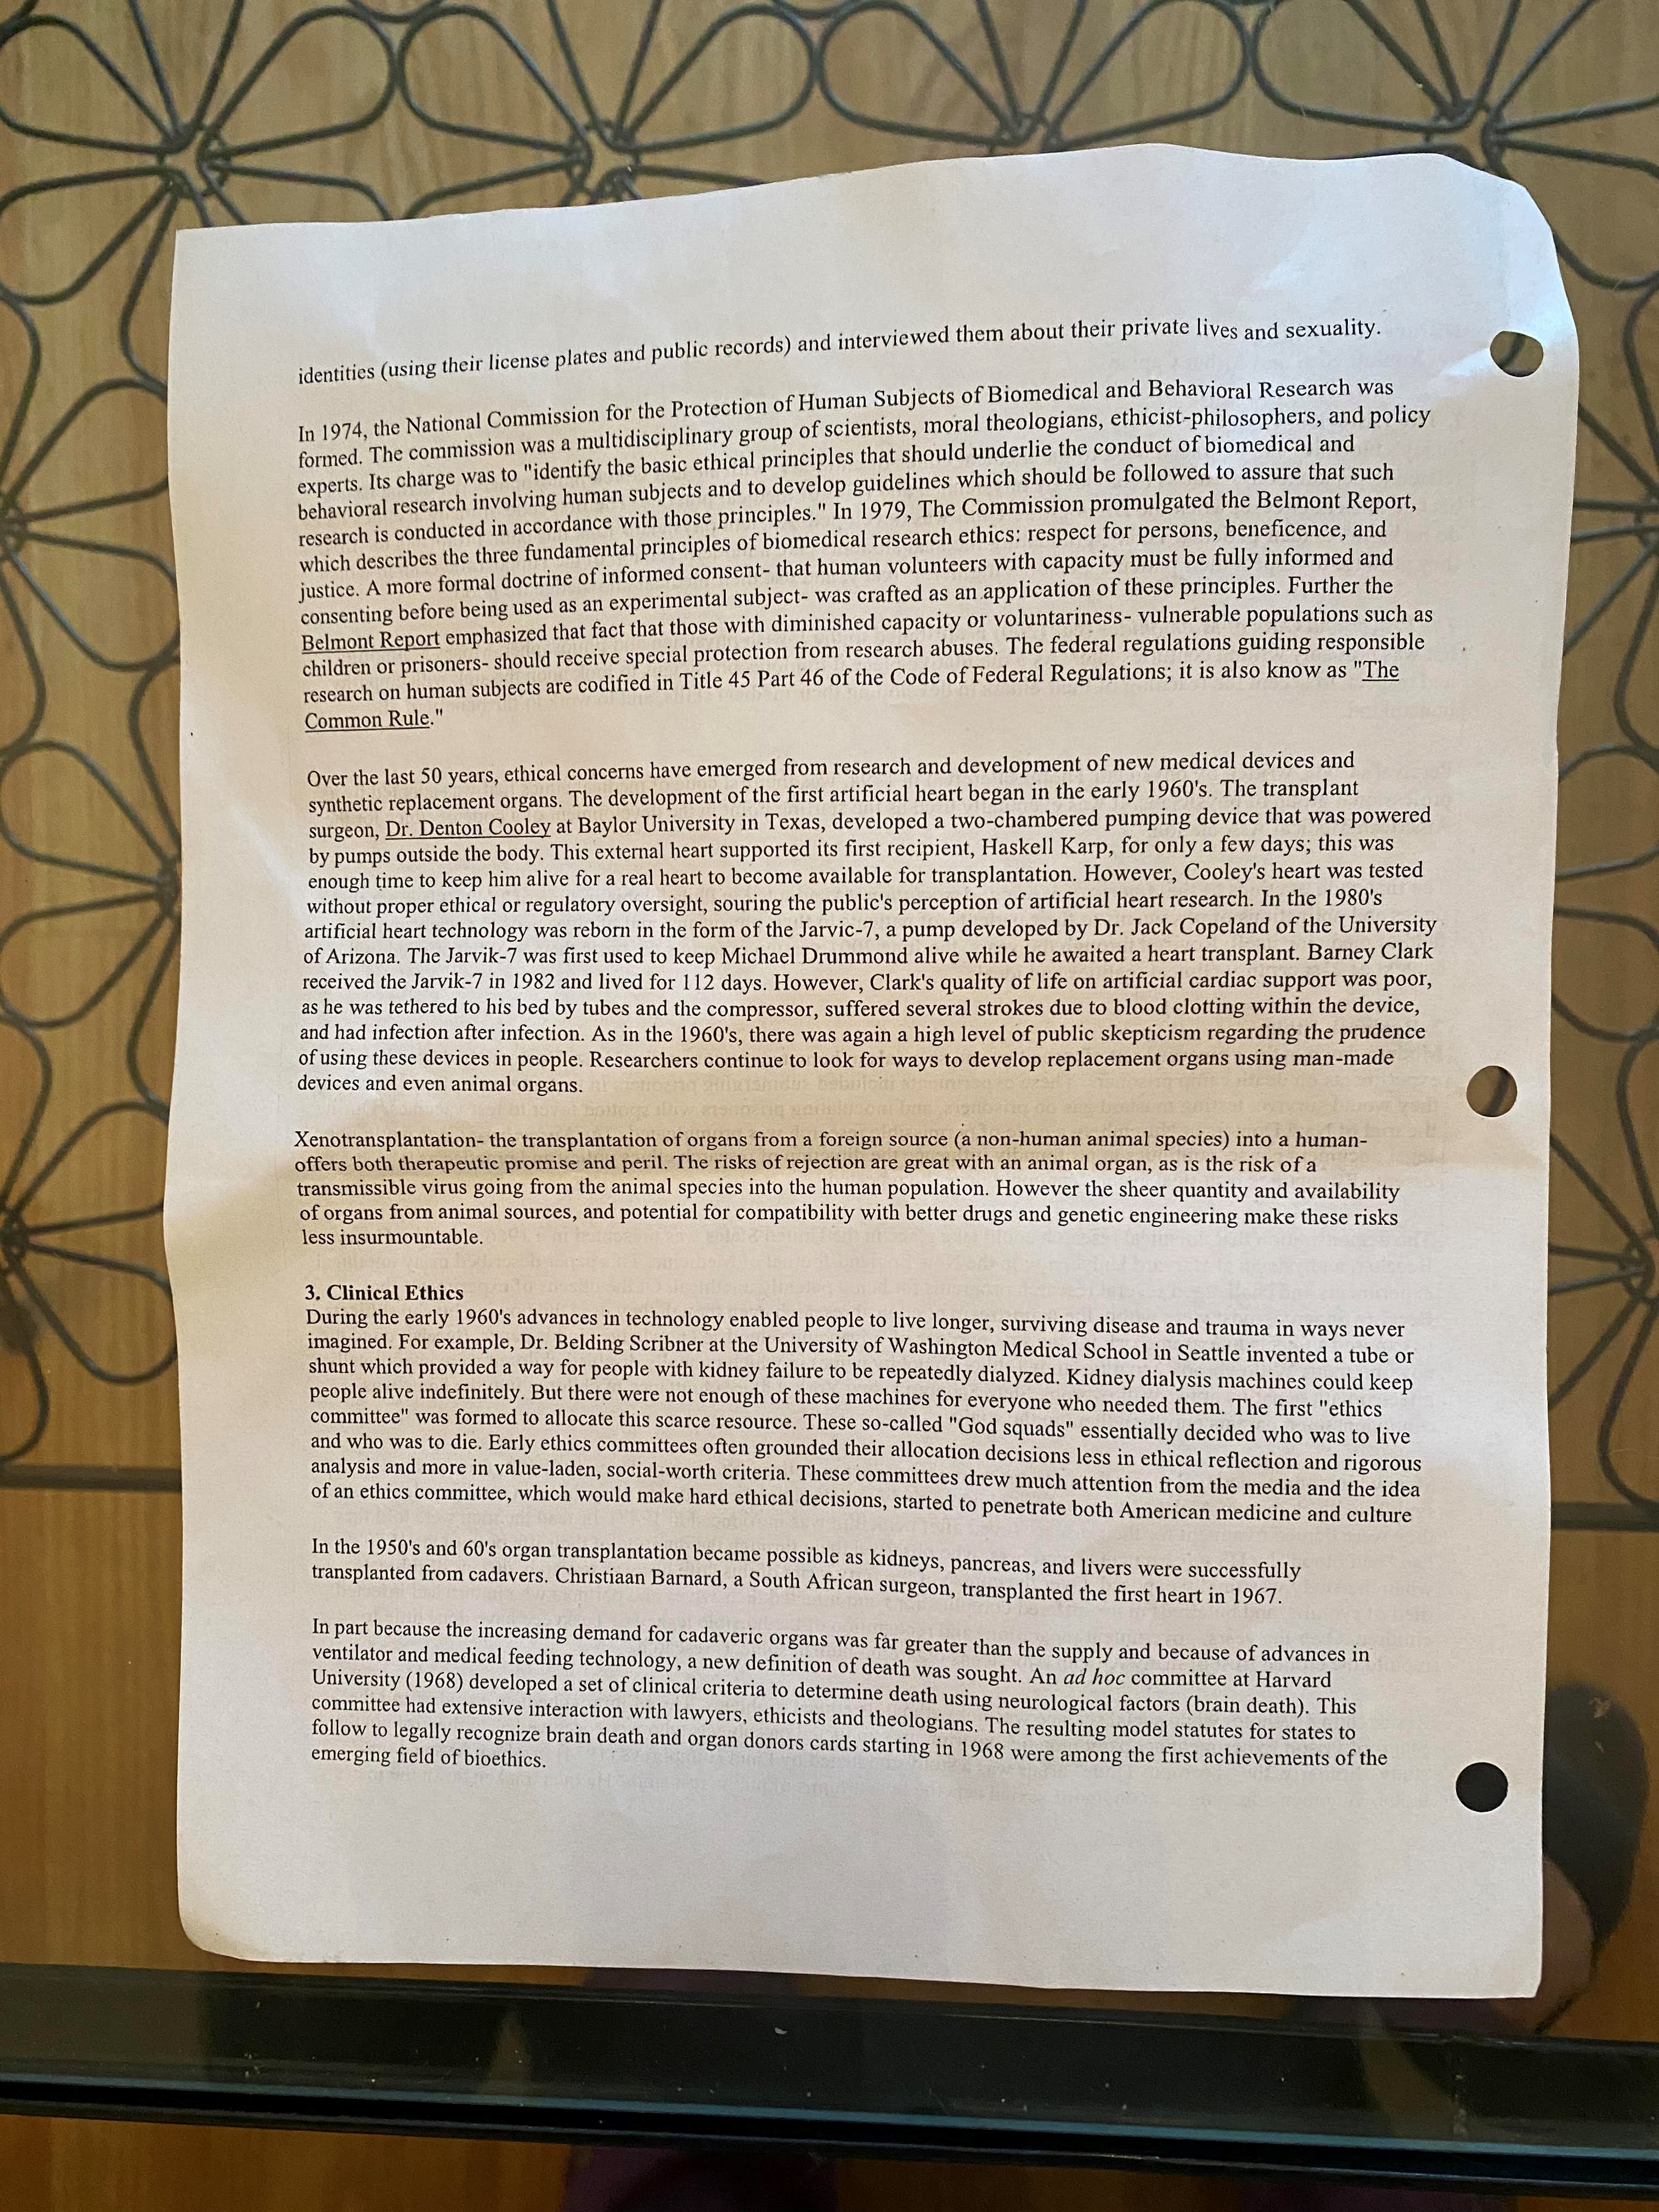 identities (using their license plates and public records) and interviewed them about their private lives and sexuality.
In 1974, the National Commission for the Protection of Human Subjects of Biomedical and Behavioral Research was
formed. The commission was a multidisciplinary group of scientists, moral theologians, ethicist-philosophers, and policy
experts. Its charge was to "identify the basic ethical principles that should underlie the conduct of biomedical and
behavioral research involving human subjects and to develop guidelines which should be followed to assure that such
research is conducted in accordance with those principles." In 1979, The Commission promulgated the Belmont Report,
which describes the three fundamental principles of biomedical research ethics: respect for persons, beneficence, and
justice. A more formal doctrine of informed consent- that human volunteers with capacity must be fully informed and
consenting before being used as an experimental subject- was crafted as an application of these principles. Further the
Belmont Report emphasized that fact that those with diminished capacity or voluntariness- vulnerable populations such as
children or prisoners- should receive special protection from research abuses. The federal regulations guiding responsible
research on human subjects are codified in Title 45 Part 46 of the Code of Federal Regulations; it is also know as "The
Common Rule."
Over the last 50 years, ethical concerns have emerged from research and development of new medical devices and
synthetic replacement organs. The development of the first artificial heart began in the early 1960's. The transplant
surgeon, Dr. Denton Cooley at Baylor University in Texas, developed a two-chambered pumping device that was powered
by pumps outside the body. This external heart supported its first recipient, Haskell Karp, for only a few days; this was
enough time to keep him alive for a real heart to become available for transplantation. However, Cooley's heart was tested
without proper ethical or regulatory oversight, souring the public's perception of artificial heart research. In the 1980's
artificial heart technology was reborn in the form of the Jarvic-7, a pump developed by Dr. Jack Copeland of the University
of Arizona. The Jarvik-7 was first used to keep Michael Drummond alive while he awaited a heart transplant. Barney Clark
received the Jarvik-7 in 1982 and lived for 112 days. However, Clark's quality of life on artificial cardiac support was poor,
as he was tethered to his bed by tubes and the compressor, suffered several strokes due to blood clotting within the device,
and had infection after infection. As in the 1960's, there was again a high level of public skepticism regarding the prudence
of using these devices in people. Researchers continue to look for ways to develop replacement organs using man-made
devices and even animal organs.
Xenotransplantation- the transplantation of organs from a foreign source (a non-human animal species) into a human-
offers both therapeutic promise and peril. The risks of rejection are great with an animal organ, as is the risk of a
transmissible virus going from the animal species into the human population. However the sheer quantity and availability
of organs from animal sources, and potential for compatibility with better drugs and genetic engineering make these risks
less insurmountable.
3. Clinical Ethics
During the early 1960's advances in technology enabled people to live longer, surviving disease and trauma in ways never
imagined. For example, Dr. Belding Scribner at the University of Washington Medical School in Seattle invented a tube or
shunt which provided a way for people with kidney failure to be repeatedly dialyzed. Kidney dialysis machines could keep
people alive indefinitely. But there were not enough of these machines for everyone who needed them. The first "ethics
committee" was formed to allocate this scarce resource. These so-called "God squads" essentially decided who was to live
and who was to die. Early ethics committees often grounded their allocation decisions less in ethical reflection and rigorous
analysis and more in value-laden, social-worth criteria. These committees drew much attention from the media and the idea
of an ethics committee, which would make hard ethical decisions, started to penetrate both American medicine and culture
In the 1950's and 60's organ transplantation became possible as kidneys, pancreas, and livers were successfully
transplanted from cadavers. Christiaan Barnard, a South African surgeon, transplanted the first heart in 1967.
In part because the increasing demand for cadaveric organs was far greater than the supply and because of advances in
ventilator and medical feeding technology, a new definition of death was sought. An ad hoc committee at Harvard
University (1968) developed a set of clinical criteria to determine death using neurological factors (brain death). This
committee had extensive interaction with lawyers, ethicists and theologians. The resulting model statutes for states to
follow to legally recognize brain death and organ donors cards starting in 1968 were among the first achievements of the
emerging field of bioethics.